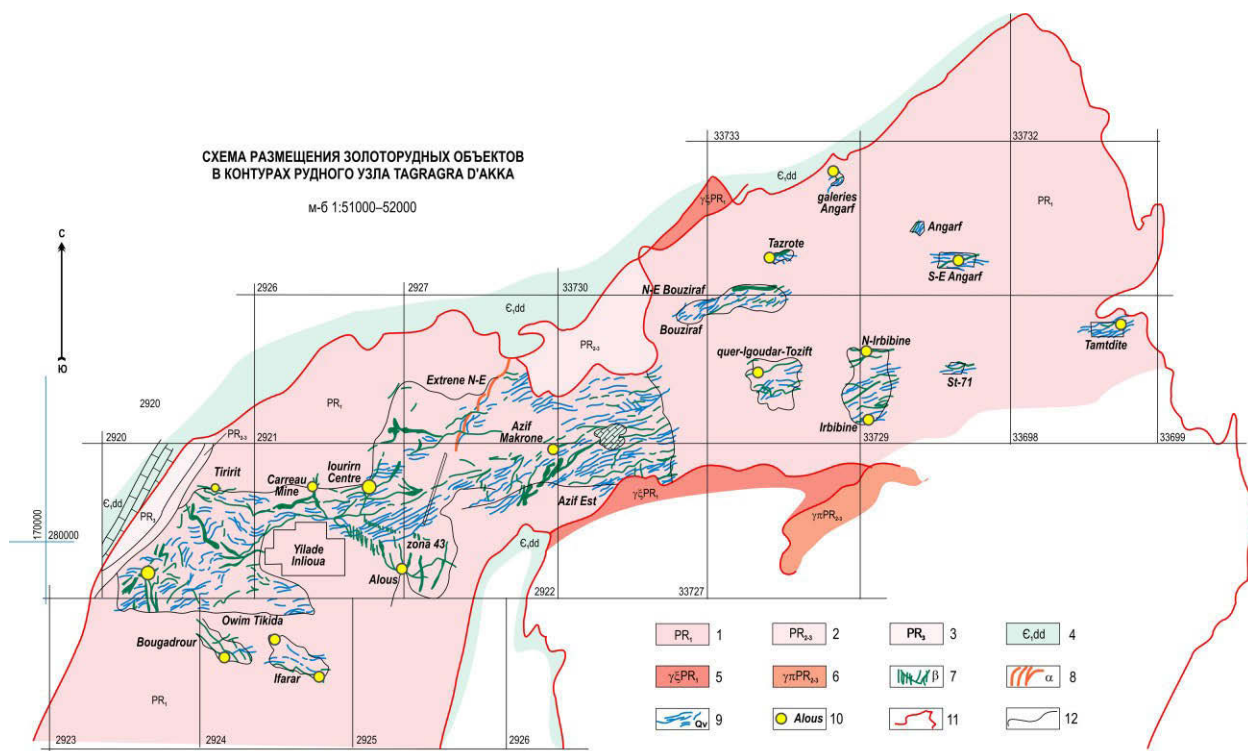 СХЕМА РАЗМЕЩЕНИЯ ЗОЛОТОРУДНЫХ ОБЪЕКТОВ
В КОНТУРАХ РУДНОГО УЗЛА TAGRAGRA D'AKKA
м-б 1:51000–52000
С
Ю
33733
33732
Є₁dd
γξPR₁
galeries
Angarf
PR₁
Angarf
Tazrote
S-E Angarf
2926
2927
33730
N-E Bouziraf
Є₁dd
Bouziraf
Tamtdite
PR₂₋₃
quer-Igoudar-Tozift
N-Irbibine
St-71
Extrene N-E
2920
PR₁
Irbibine
Azif
Makrone
2920
PR₂₋₃
2921
33729
33698
33699
Tiririt
Carreau
Mine
Iourirn
Centre
Є₁dd
PR₃
Azif Est
γξPR₁
γπPR₂₋₃
170000
280000
Yilade
Inlioua
zona 43
Є₁dd
Alous
2922
33727
Owim Tikida
Bougadrour
Ifarar
PR₁
2923
2924
2925
2926
PR₁ 1
PR₂₋₃ 2
PR₃ 3
Є₁dd 4
γξPR₁ 5
γπPR₂₋₃ 6
β 7
α 8
Qv 9
Alous 10
11
12